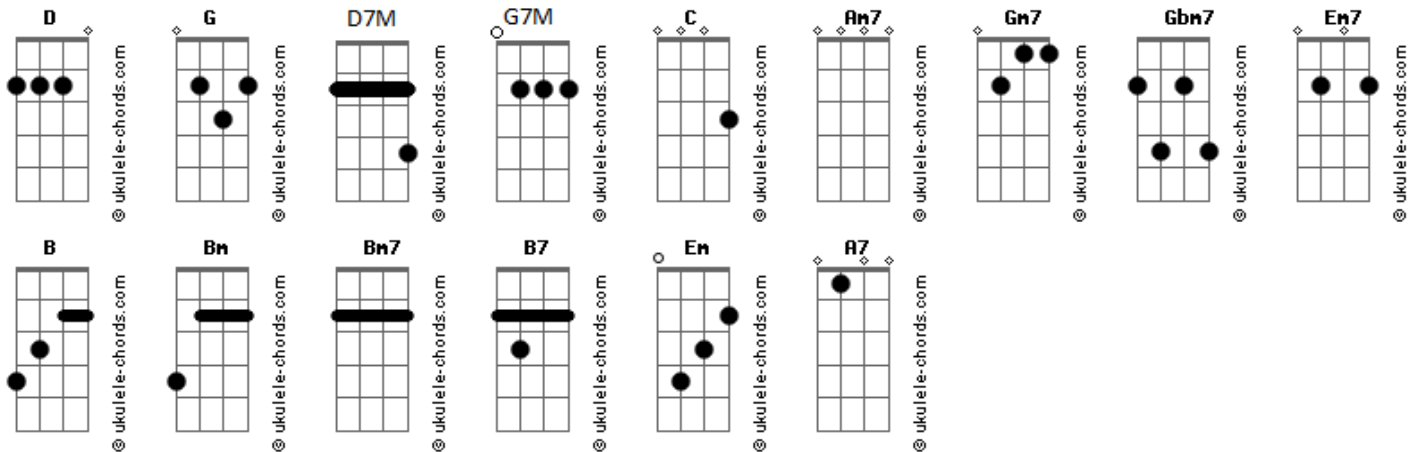 D G D7M G7M C Am7 Gm7 Gbm7 Em7
© ukulele-chords.com © ukulele-chords.com © ukulele-chords.com © ukulele-chords.com © ukulele-chords.com © ukulele-chords.com © ukulele-chords.com © ukulele-chords.com © ukulele-chords.com
B Bm Bm7 B7 Em A7
© ukulele-chords.com © ukulele-chords.com © ukulele-chords.com © ukulele-chords.com © ukulele-chords.com © ukulele-chords.com